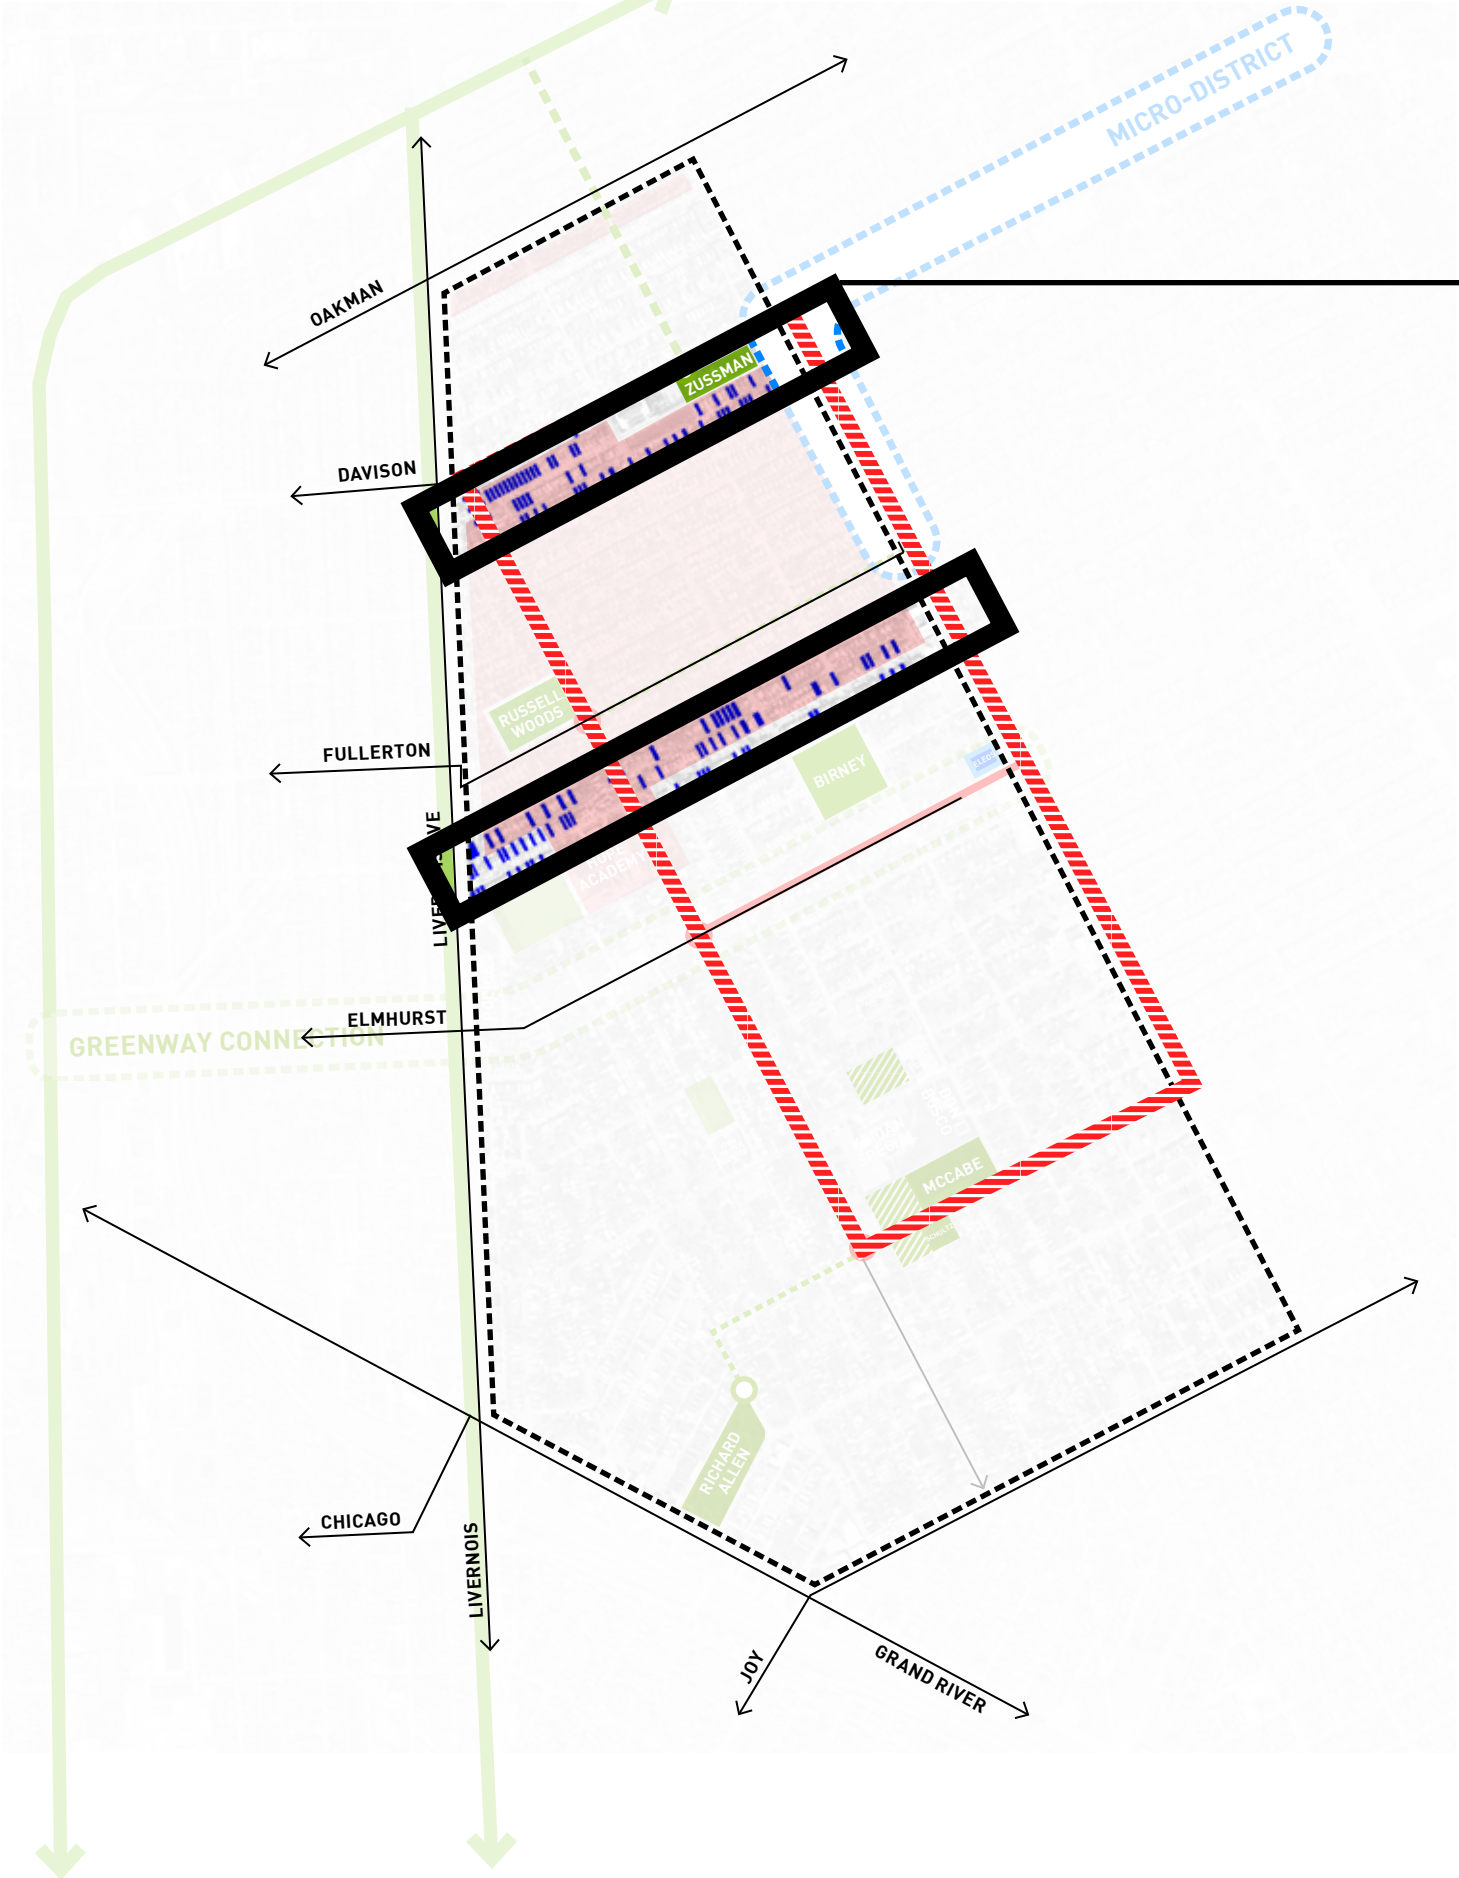 MICRO-DISTRICT
OAKMAN
ZUSSMAN
DAVISON
RUSSELL
WOODS
FULLERTON
BIRNEY
ACADEMY
ELMHURST
GREENWAY CONNECTION
MCCABE
RICHARD
ALLEN
CHICAGO
LIVERNOIS
JOY
GRAND RIVER